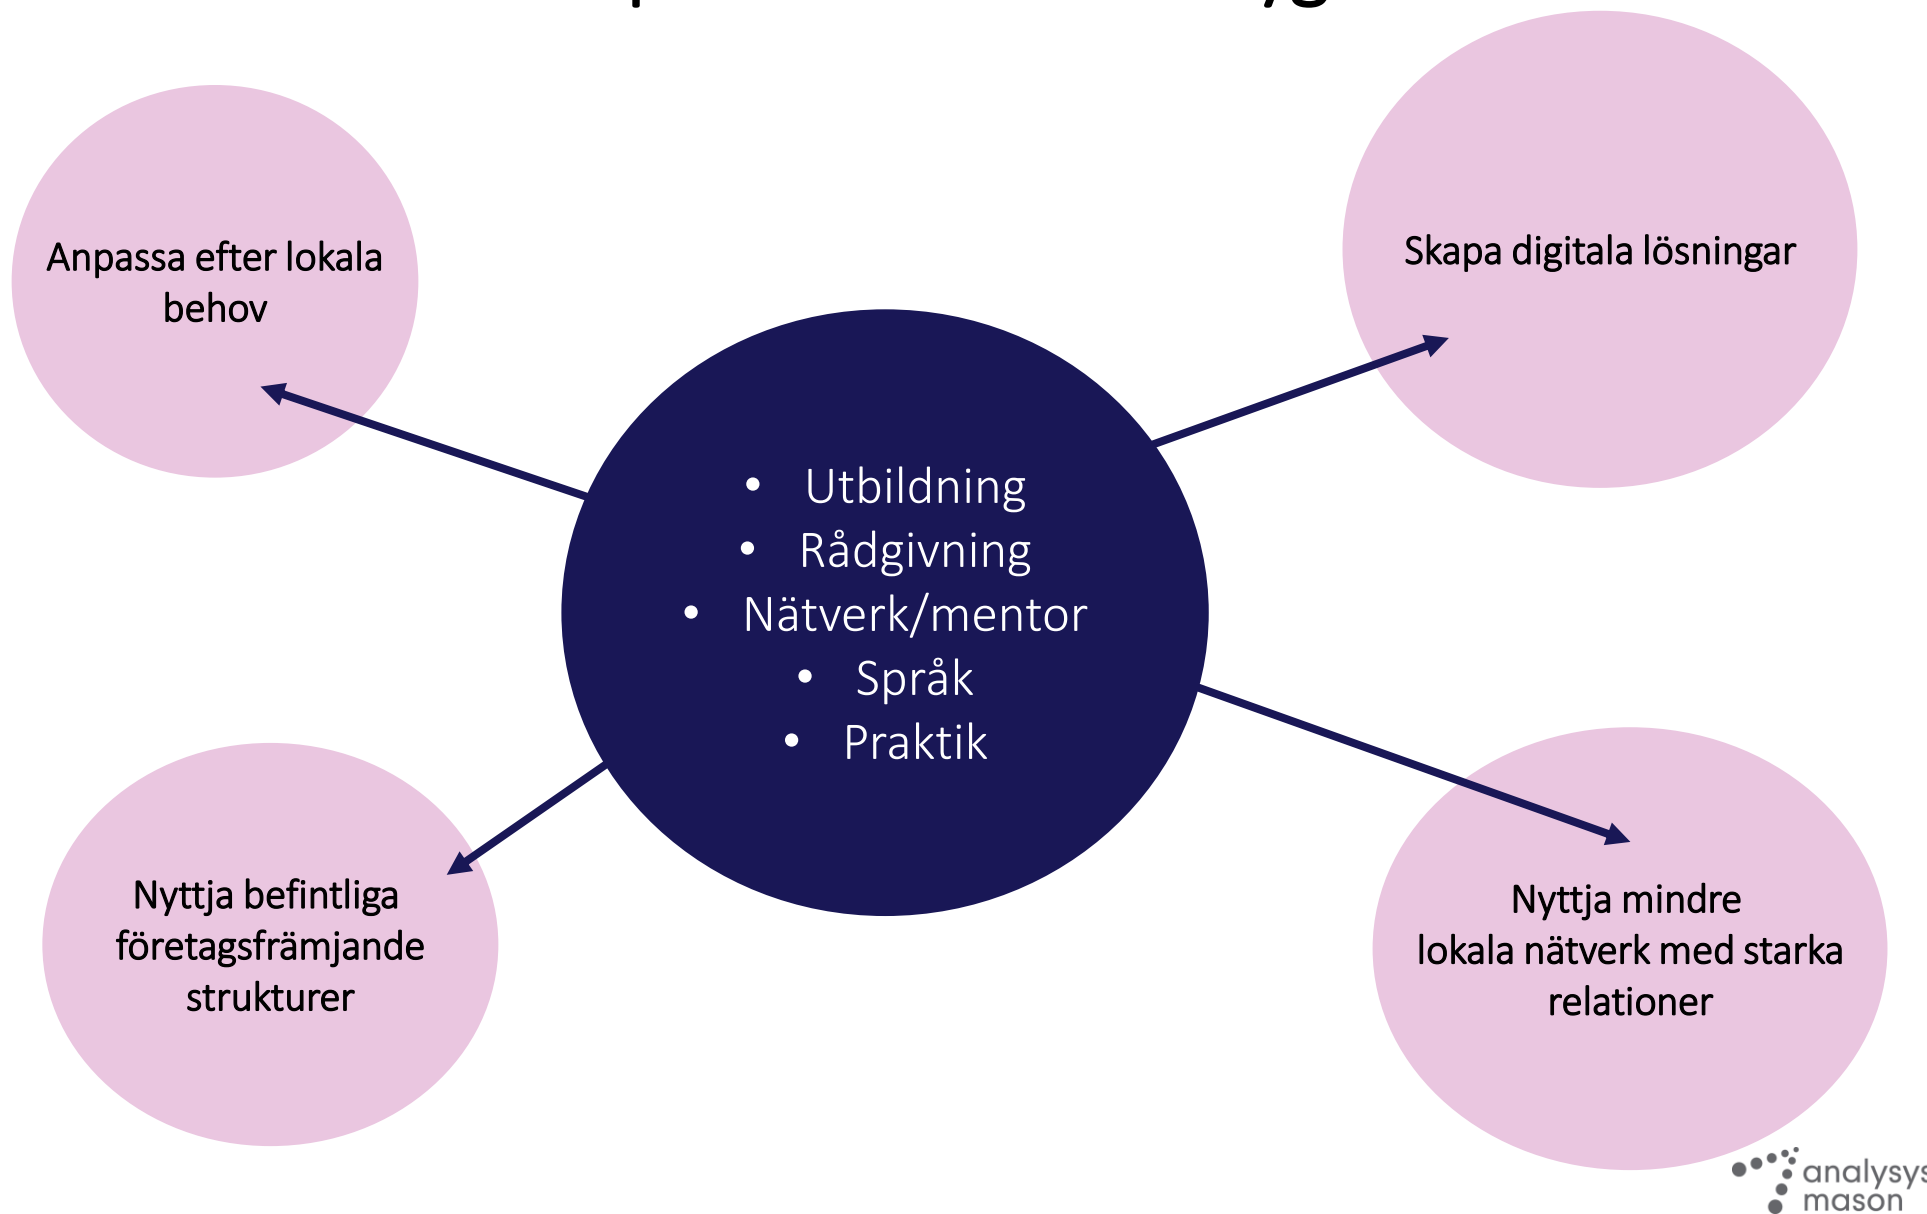 Anpassa efter lokala
behov
Skapa digitala lösningar
• Utbildning
• Rådgivning
• Nätverk/mentor
• Språk
• Praktik
Nyttja befintliga
företagsfrämjande
strukturer
Nyttja mindre
lokala nätverk med starka
relationer
analysys
mason